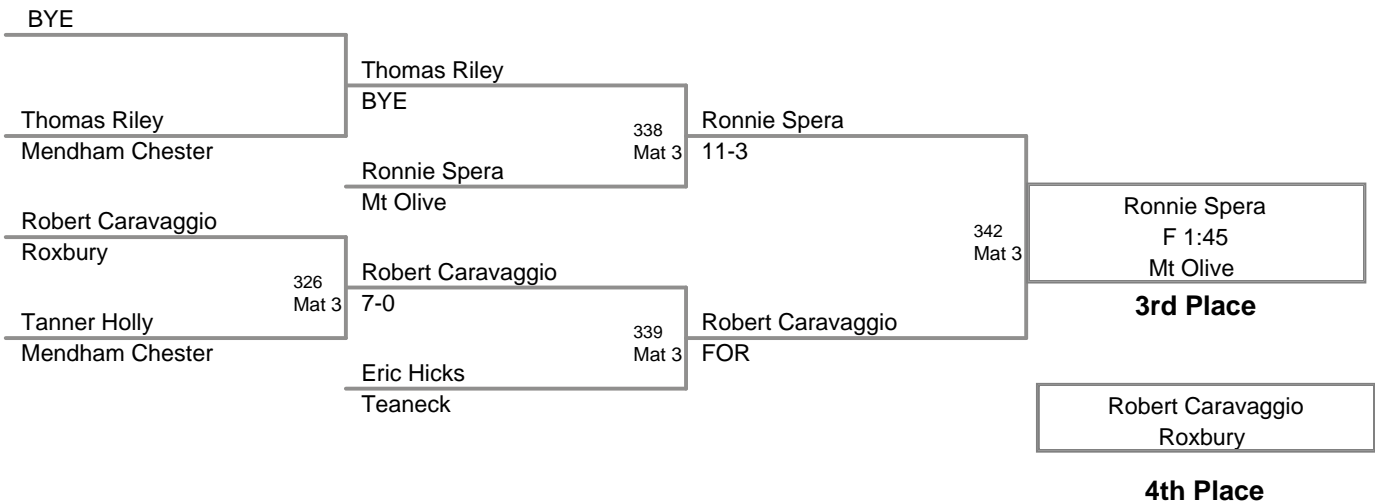 BYE
Thomas Riley
BYE
Thomas Riley
Mendham Chester
338
Mat 3
Ronnie Spera
11-3
Ronnie Spera
Mt Olive
Robert Caravaggio
Roxbury
326
Mat 3
Robert Caravaggio
7-0
Tanner Holly
Mendham Chester
339
Mat 3
Robert Caravaggio
FOR
Eric Hicks
Teaneck
342
Mat 3
Ronnie Spera
F 1:45
Mt Olive
3rd Place
Robert Caravaggio
Roxbury
4th Place